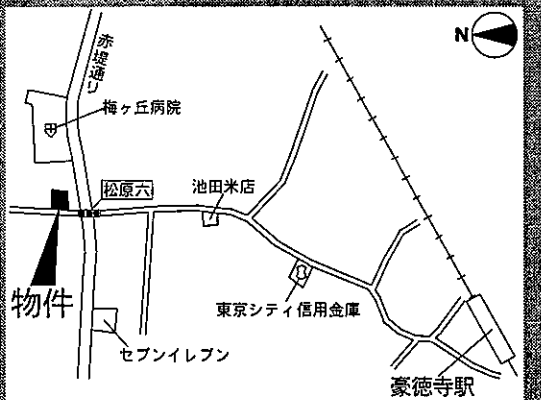 N
赤堤通り
梅ヶ丘病院
松原六
池田米店
物件
東京シティ信用金庫
セブンイレブン
豪徳寺駅